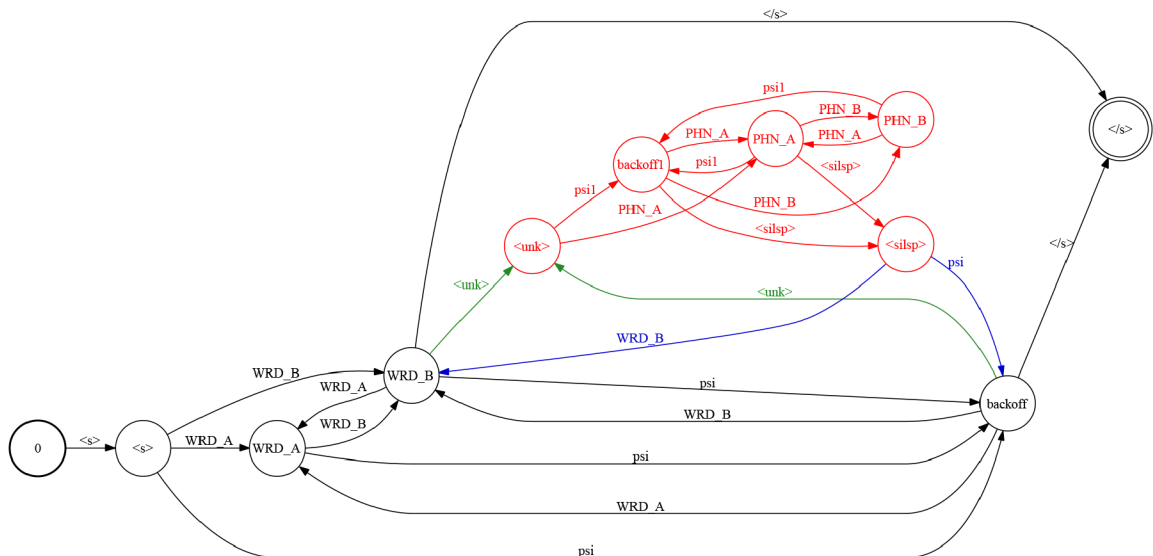 </s>
psi1
PHN_B
PHN_B
</s>
PHN_A
PHN_A
PHN_A
backoff1
psi1
<silsp>
psi1
PHN_A
PHN_B
<silsp>
<unk>
<silsp>
</s>
psi
<unk>
<unk>
WRD_B
WRD_B
WRD_B
WRD_A
psi
backoff
WRD_B
WRD_B
0
<s>
<s>
WRD_A
WRD_A
psi
WRD_A
psi